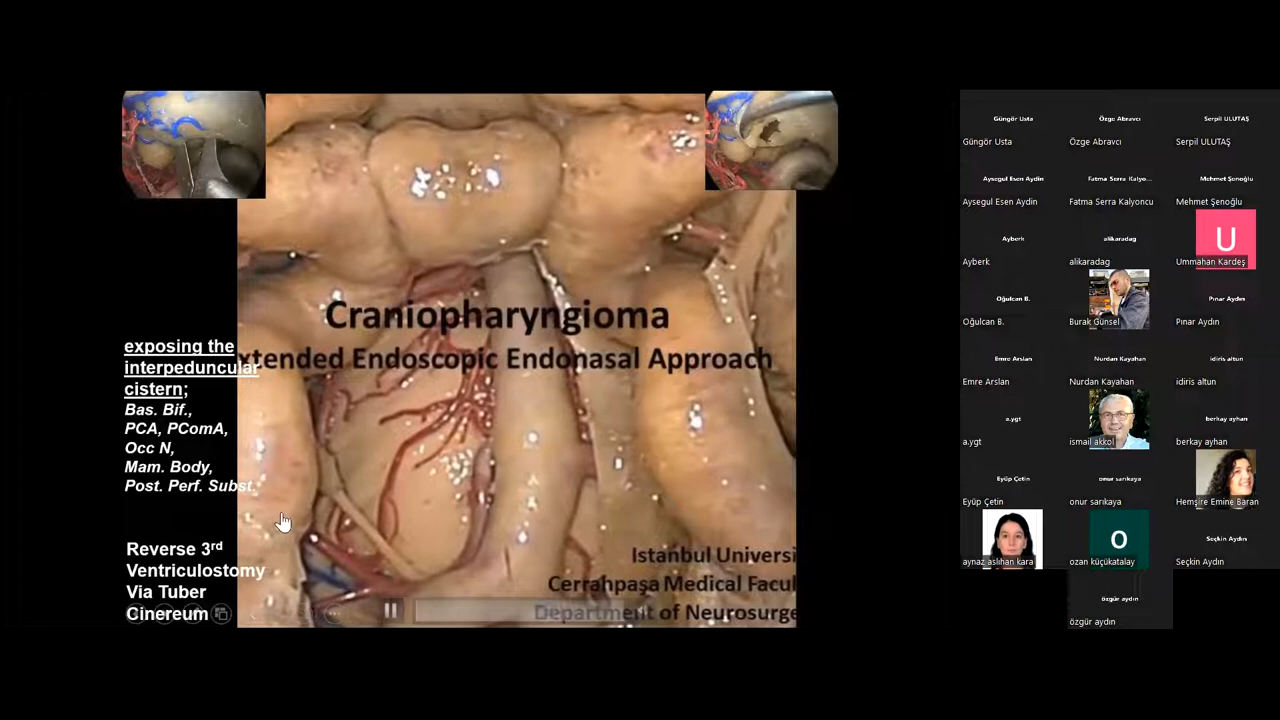 Craniopharyngioma
xtended Endoscopic Endonasal Approach
exposing the
interpeduncular
cistern;
Bas. Bif.,
PCA, PComA,
Occ N,
Mam. Body,
Post. Perf. Subst.
Reverse 3rd
Ventriculostomy
Via Tuber
Cinereum
Istanbul Universi
Cerrahpaşa Medical Facul
Department of Neurosurge
Güngör Usta Özge Abravcı Serpil ULUTAŞ
Güngör Usta Özge Abravcı Serpil ULUTAŞ
Aysegul Esen Aydin Fatma Serra Kalyo... Mehmet Şenoğlu
Aysegul Esen Aydin Fatma Serra Kalyoncu Mehmet Şenoğlu
Ayberk alikaradag U
Ayberk alikaradag Ummahan Kardeş
Oğulcan B. Pınar Aydın
Oğulcan B. Burak Günsel Pınar Aydın
Emre Arslan Nurdan Kayahan idiris altun
Emre Arslan Nurdan Kayahan idiris altun
a.ygt berkay ayhan
a.ygt ismail akkol berkay ayhan
Eyüp Çetin onur sarıkaya
Eyüp Çetin onur sarıkaya Hemşire Emine Baran
o Seçkin Aydın
aynaz aslıhan kara ozan küçükatalay Seçkin Aydın
özgür aydın
özgür aydın